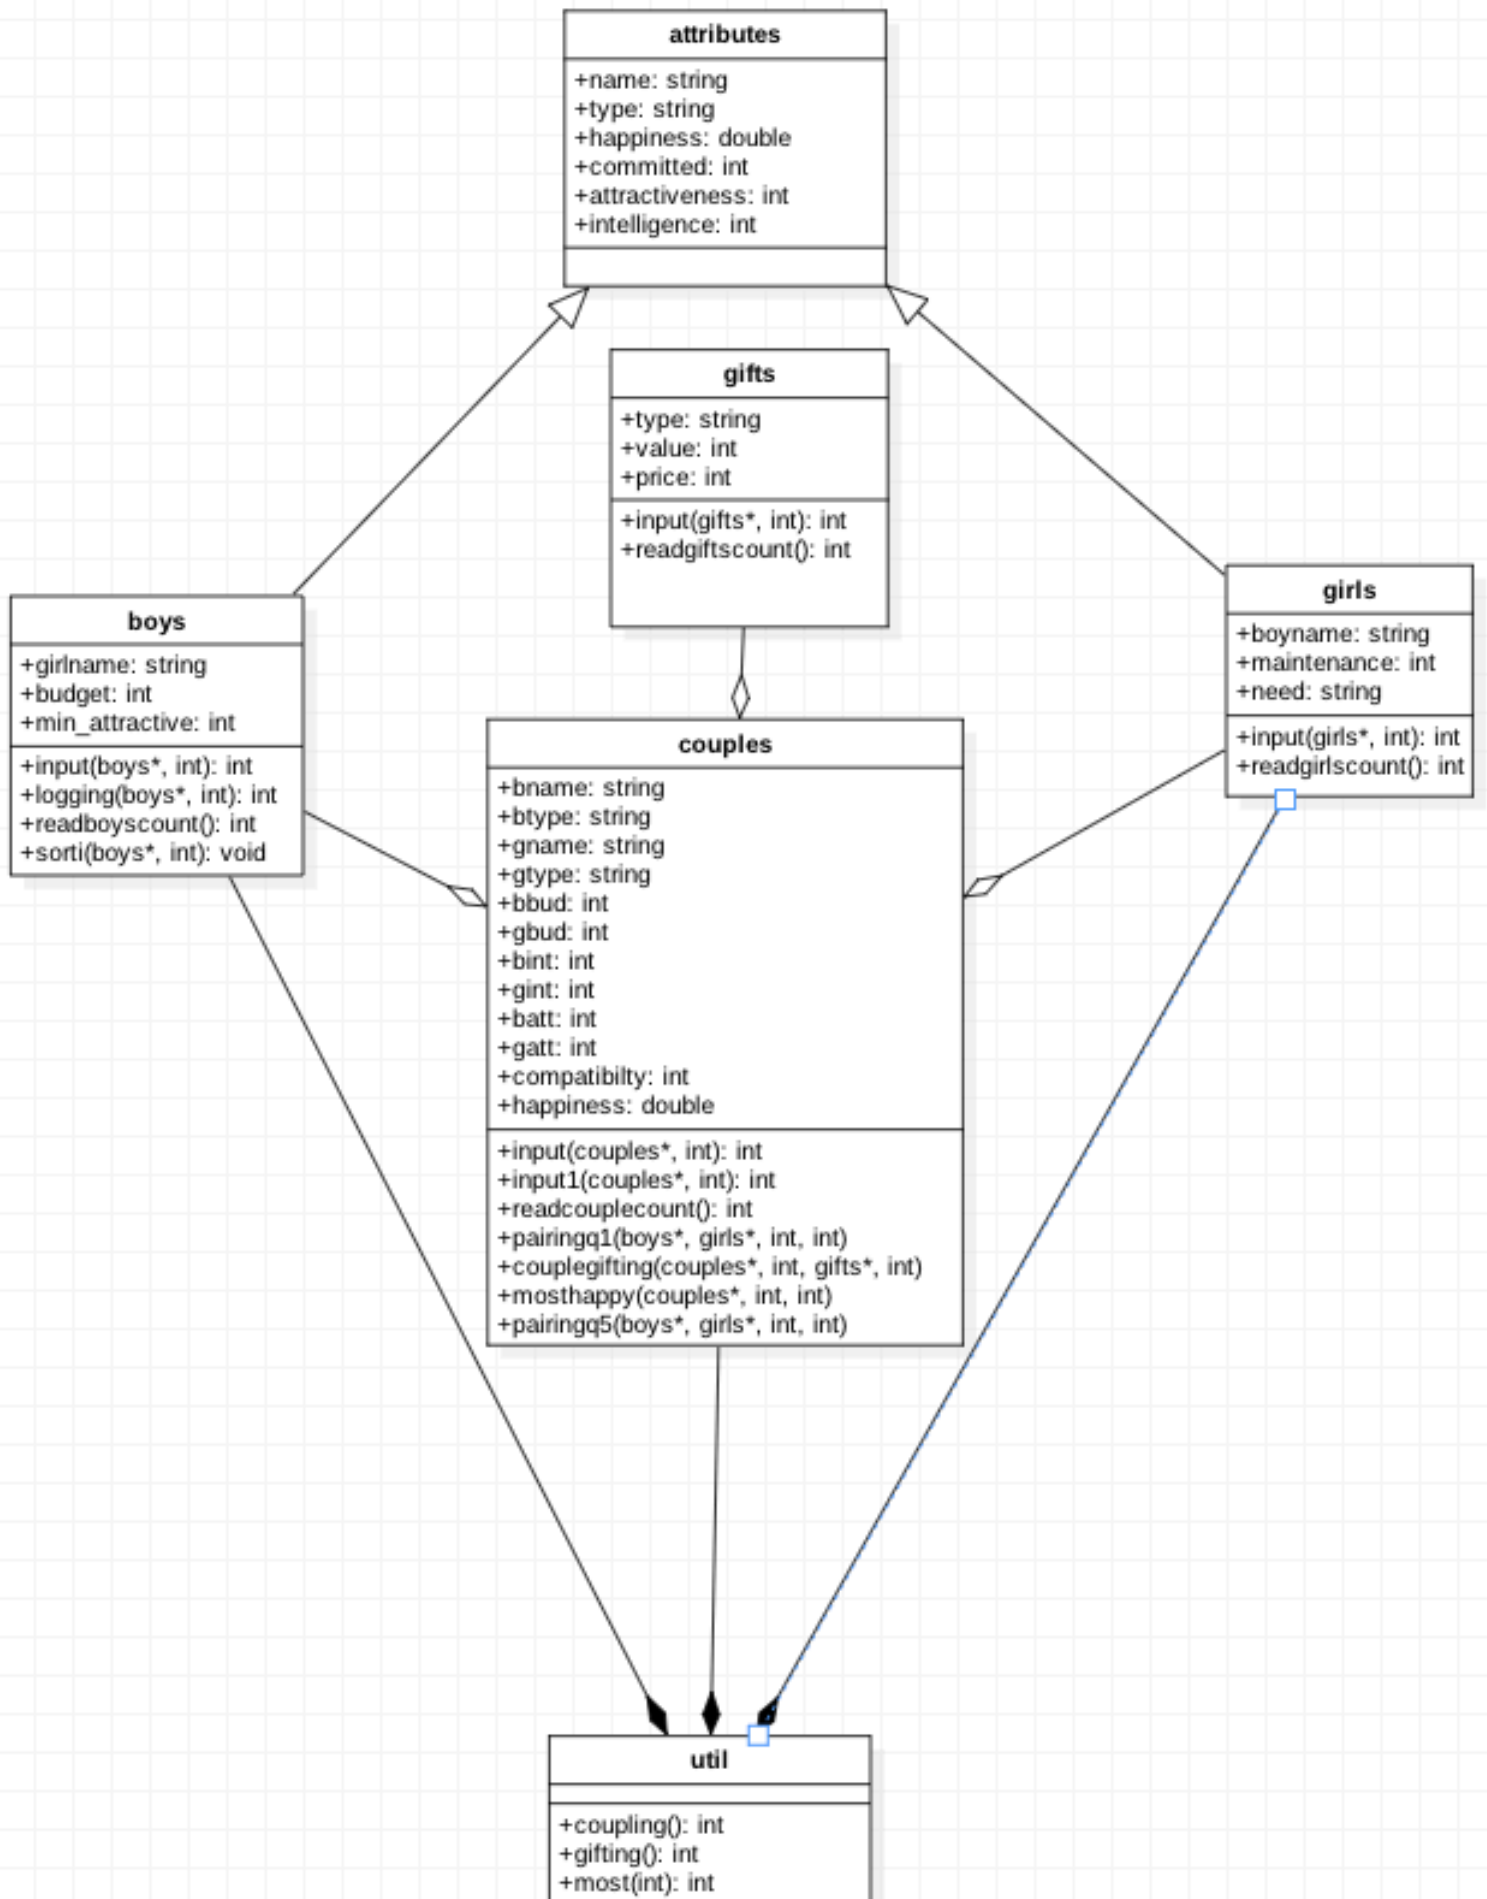 attributes
+name: string
+type: string
+happiness: double
+committed: int
+attractiveness: int
+intelligence: int
gifts
+type: string
+value: int
+price: int
+input(gifts*, int): int
+readgiftscount(): int
boys
+girlname: string
+budget: int
+min_attractive: int
+input(boys*, int): int
+logging(boys*, int): int
+readboyscount(): int
+sorti(boys*, int): void
girls
+boyname: string
+maintenance: int
+need: string
+input(girls*, int): int
+readgirlscount(): int
couples
+bname: string
+btype: string
+gname: string
+gtype: string
+bbud: int
+gbud: int
+bint: int
+gint: int
+batt: int
+gatt: int
+compatibilty: int
+happiness: double
+input(couples*, int): int
+input1(couples*, int): int
+readcouplecount(): int
+pairingq1(boys*, girls*, int, int)
+couplegifting(couples*, int, gifts*, int)
+mosthappy(couples*, int, int)
+pairingq5(boys*, girls*, int, int)
util
+coupling(): int
+gifting(): int
+most(int): int